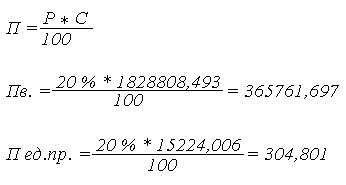 П = Р * С / 100
Пв. = 20 % * 1828808,493 / 100 = 365761,697
П ед.пр. = 20 % * 15224,006 / 100 = 304,801